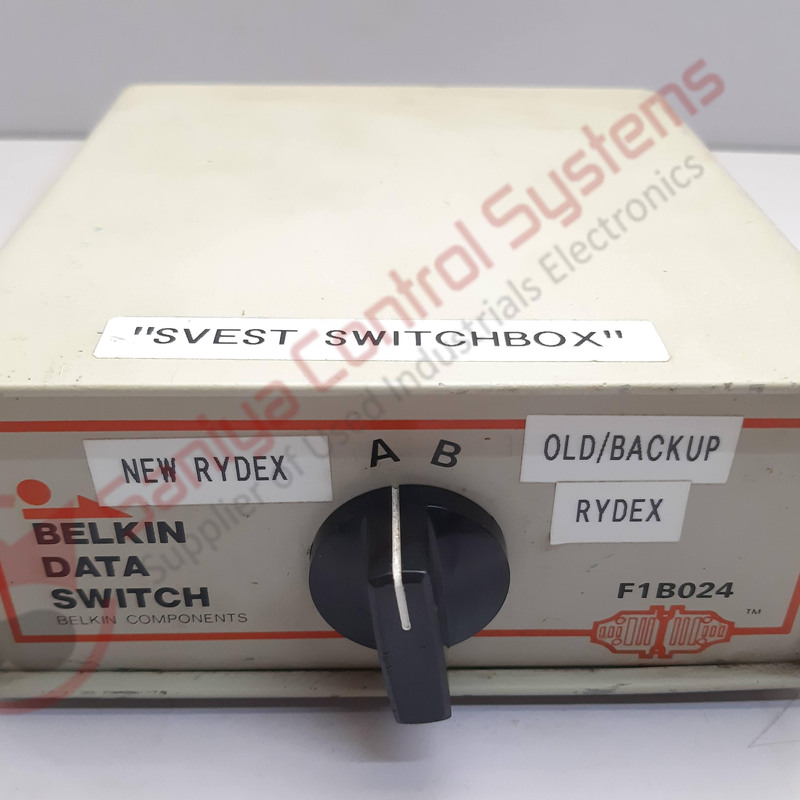 Saniya Control Systems
Supplier of Used Industrials Electronics
"SVEST SWITCHBOX"
A B
NEW RYDEX
OLD/BACKUP
RYDEX
BELKIN
DATA
SWITCH
BELKIN COMPONENTS
F1B024
™